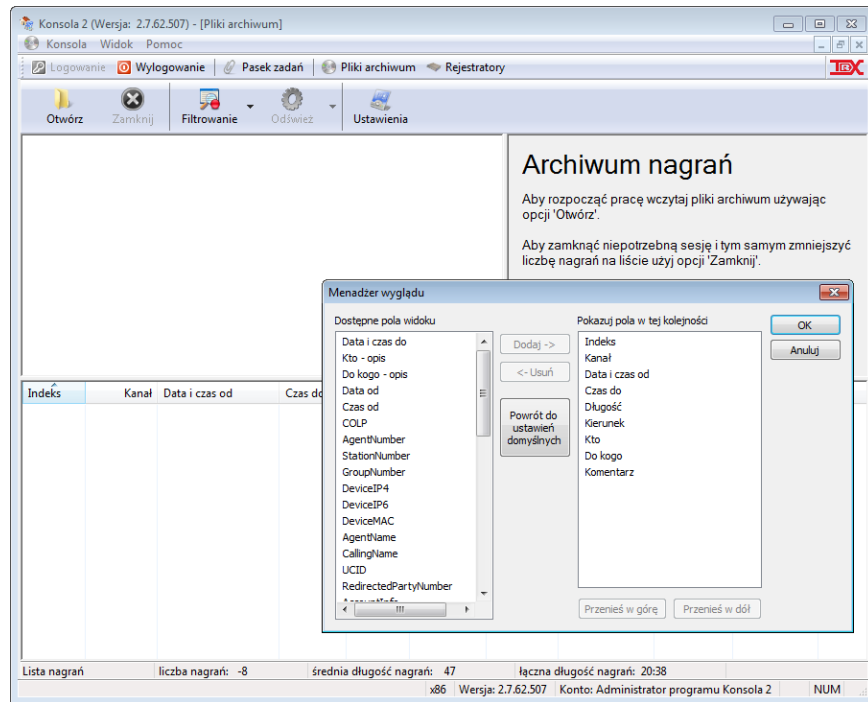 Konsola 2 (Wersja: 2.7.62.507) - [Pliki archiwum]
Konsola Widok Pomoc
Logowanie Wylogowanie Pasek zadań Pliki archiwum Rejestratory TRX
Otwórz Zamknij Filtrowanie Odśwież Ustawienia
Archiwum nagrań
Aby rozpocząć pracę wczytaj pliki archiwum używając
opcji 'Otwórz'.
Aby zamknąć niepotrzebną sesję i tym samym zmniejszyć
liczbę nagrań na liście użyj opcji 'Zamknij'.
Indeks Kanał Data i czas od Czas do
Menadżer wyglądu
Dostępne pola widoku
Data i czas do
Kto - opis
Do kogo - opis
Data od
Czas od
COLP
AgentNumber
StationNumber
GroupNumber
DeviceIP4
DeviceIP6
DeviceMAC
AgentName
CallingName
UCID
RedirectedPartyNumber
AccountInfo
Dodaj ->
<- Usuń
Powrót do
ustawień
domyślnych
Pokazuj pola w tej kolejności
Indeks
Kanał
Data i czas od
Czas do
Długość
Kierunek
Kto
Do kogo
Komentarz
Przenieś w górę Przenieś w dół
OK
Anuluj
Lista nagrań liczba nagrań: -8 średnia długość nagrań: 47 łączna długość nagrań: 20:38
x86 Wersja: 2.7.62.507 Konto: Administrator programu Konsola 2 NUM